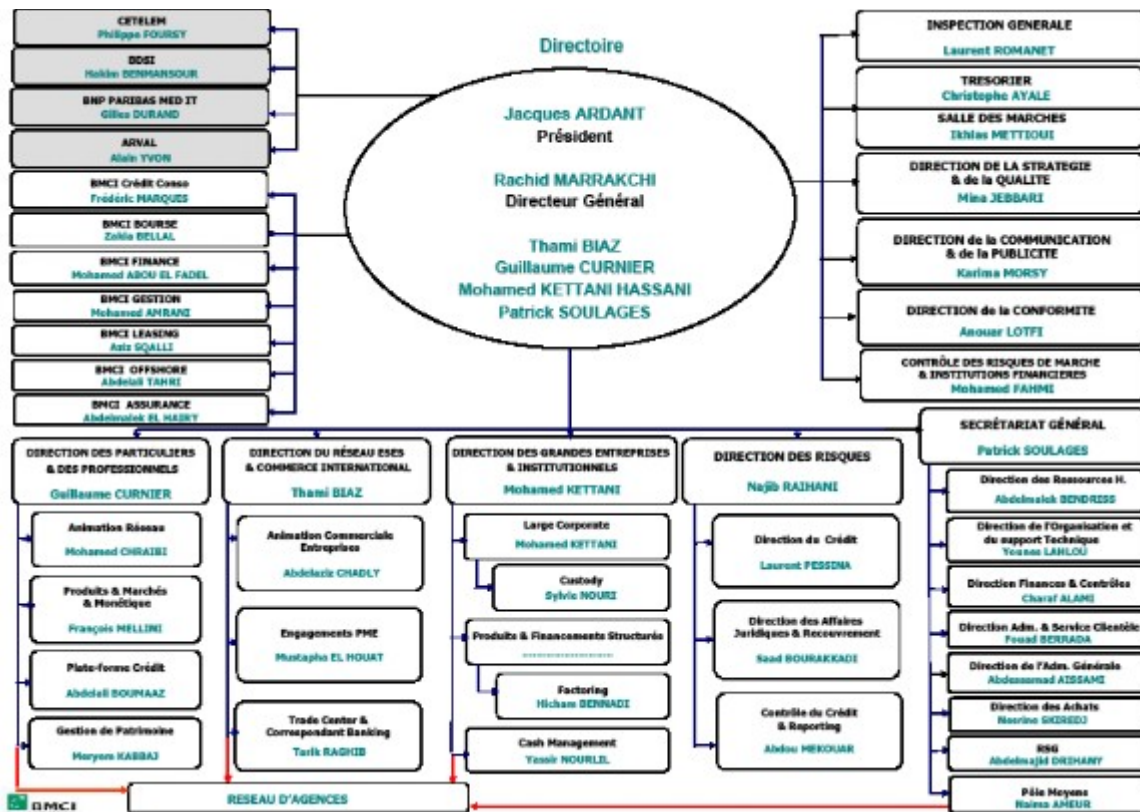 CETELEM
Philippe FOURSY
BDSI
Hakim BENMANSOUR
BNP PARIBAS MED IT
Gilles DURAND
ARVAL
Alain YVON
BMCI Crédit Conso
Frédéric MARQUES
BMCI BOURSE
Zakia BELLAL
BMCI FINANCE
Mohamed ABOU EL FADEL
BMCI GESTION
Mohamed AMRANI
BMCI LEASING
Aziz SQALLI
BMCI OFFSHORE
Abdelali TAHRI
BMCI ASSURANCE
Abdelmalek EL HAIRY
Directoire
Jacques ARDANT
Président
Rachid MARRAKCHI
Directeur Général
Thami BIAZ
Guillaume CURNIER
Mohamed KETTANI HASSANI
Patrick SOULAGES
INSPECTION GENERALE
Laurent ROMANET
TRESORIER
Christophe AYALE
SALLE DES MARCHES
Ikhlas METTIOUI
DIRECTION DE LA STRATEGIE
& de la QUALITE
Mina JEBBARI
DIRECTION de la COMMUNICATION
& de la PUBLICITE
Karima MORSY
DIRECTION de la CONFORMITE
Anouar LOTFI
CONTRÔLE DES RISQUES DE MARCHE
& INSTITUTIONS FINANCIERES
Mohamed FAHMI
DIRECTION DES PARTICULIERS
& DES PROFESSIONNELS
Guillaume CURNIER
Animation Réseau
Mohamed CHRAIBI
Produits & Marchés
& Monétique
François MELLINI
Plate-forme Crédit
Abdelali BOUMAAZ
Gestion de Patrimoine
Meryem KABBAJ
DIRECTION DU RÉSEAU ESES
& COMMERCE INTERNATIONAL
Thami BIAZ
Animation Commerciale
Entreprises
Abdelaziz CHADLY
Engagements PME
Mustapha EL HOUAT
Trade Center &
Correspondant Banking
Tarik RAGHIB
DIRECTION DES GRANDES ENTREPRISES
& INSTITUTIONNELS
Mohamed KETTANI
Large Corporate
Mohamed KETTANI
Custody
Sylvie NOURI
Produits & Financements Structurés
........................
Factoring
Hicham BENNADI
Cash Management
Yassir NOURLIL
DIRECTION DES RISQUES
Najib RAIHANI
Direction du Crédit
Laurent PESSINA
Direction des Affaires
Juridiques & Recouvrement
Saad BOURAKKADI
Contrôle du Crédit
& Reporting
Abdou MEKOUAR
SECRÉTARIAT GÉNÉRAL
Patrick SOULAGES
Direction des Ressources H.
Abdelmalek BENDRISS
Direction de l'Organisation et
du support Technique
Younes LAHLOU
Direction Finances & Contrôles
Charaf ALAMI
Direction Adm. & Service Clientèle
Fouad BERRADA
Direction de l'Adm. Générale
Abdessamad AISSAMI
Direction des Achats
Nesrine SKIREDJ
RSG
Abdelmajid DRIHANY
Pôle Moyens
Naima AMEUR
RESEAU D'AGENCES
BMCI